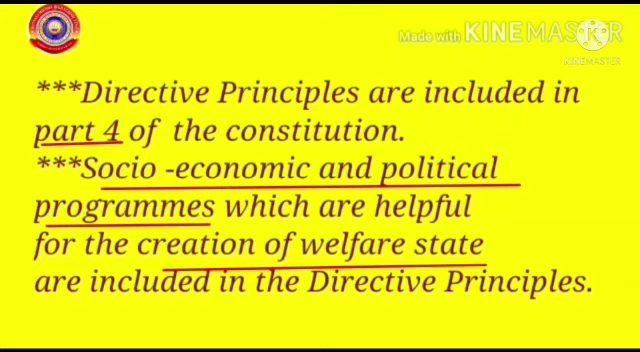 Made with KINEMASTER
KINEMASTER
***Directive Principles are included in
part 4 of the constitution.
***Socio -economic and political
programmes which are helpful
for the creation of welfare state
are included in the Directive Principles.